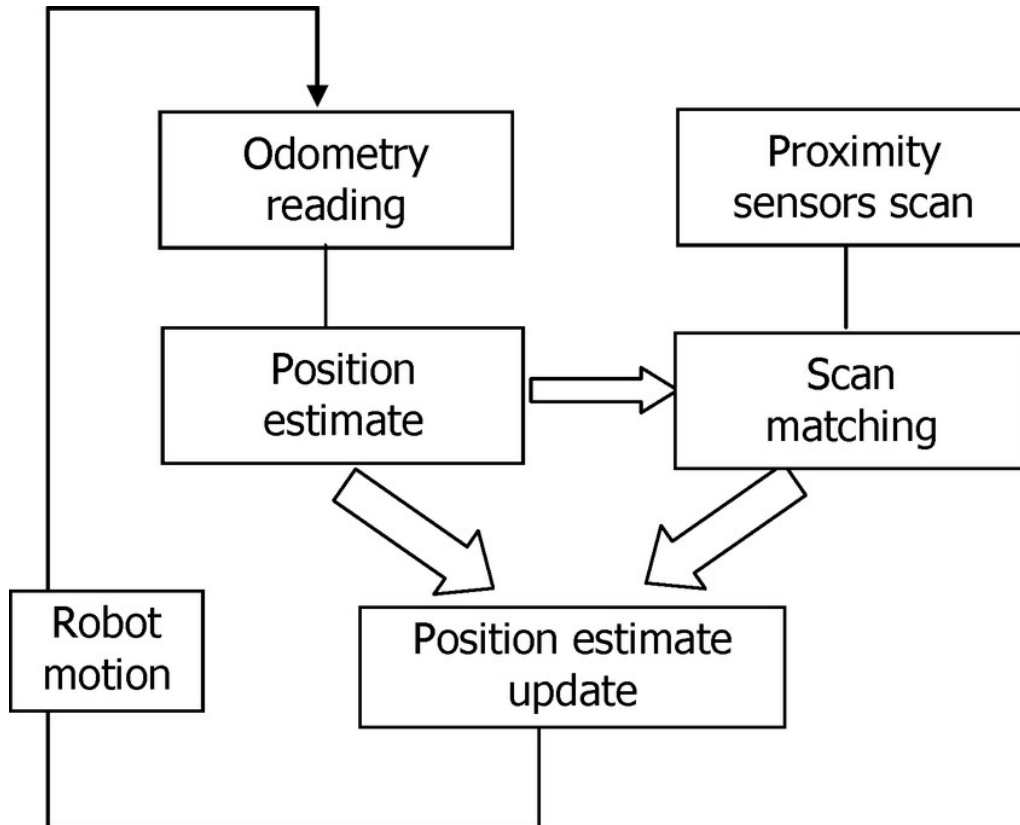 Odometry
reading
Proximity
sensors scan
Position
estimate
Scan
matching
Robot
motion
Position estimate
update